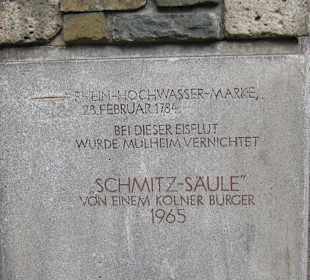 RHEIN-HOCHWASSER-MARKE,
28. FEBRUAR 1784
BEI DIESER EISFLUT
WURDE MÜLHEIM VERNICHTET
„SCHMITZ-SÄULE”
VON EINEM KÖLNER BÜRGER
1965